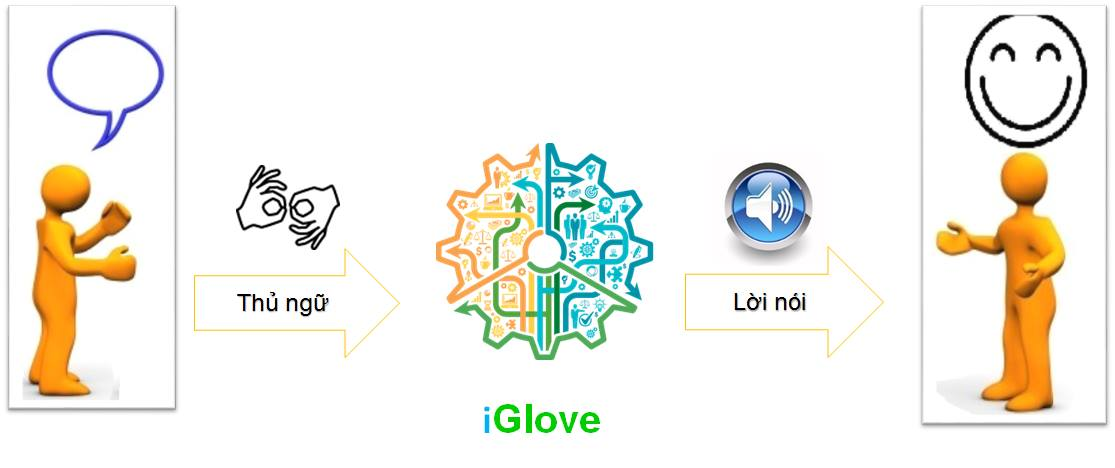 Thủ ngữ
Lời nói
iGlove